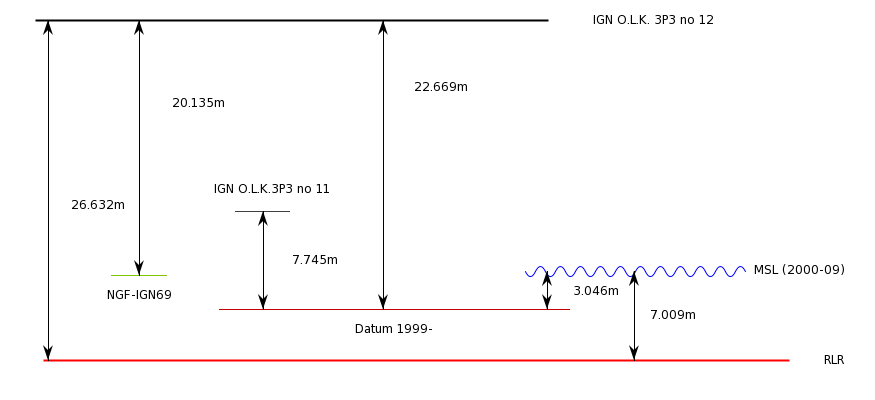 IGN O.L.K. 3P3 no 12
22.669m
20.135m
IGN O.L.K.3P3 no 11
26.632m
7.745m
MSL (2000-09)
3.046m
NGF-IGN69
7.009m
Datum 1999-
RLR